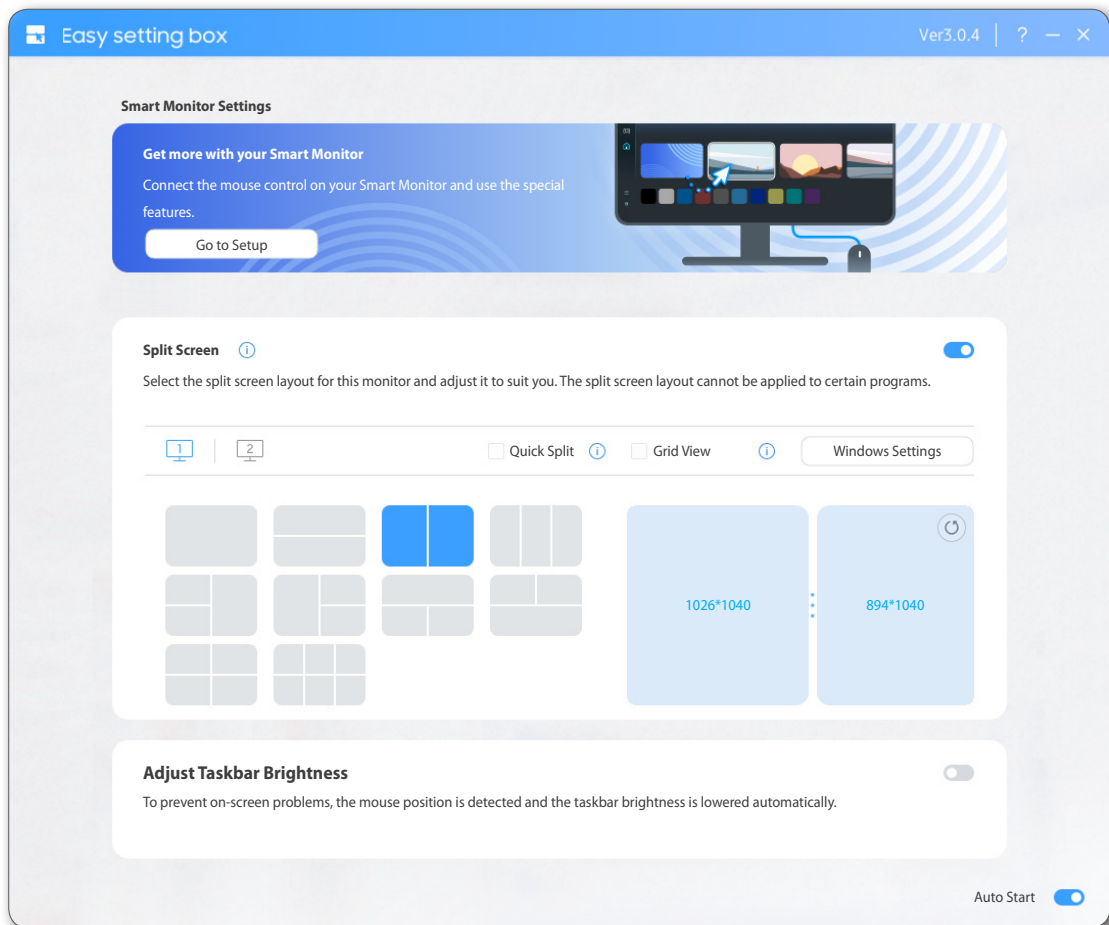 Easy setting box
Ver3.0.4
?
Smart Monitor Settings
Get more with your Smart Monitor
Connect the mouse control on your Smart Monitor and use the special
features.
Go to Setup
Split Screen
Select the split screen layout for this monitor and adjust it to suit you. The split screen layout cannot be applied to certain programs.
1
2
Quick Split
Grid View
Windows Settings
1026*1040
894*1040
Adjust Taskbar Brightness
To prevent on-screen problems, the mouse position is detected and the taskbar brightness is lowered automatically.
Auto Start